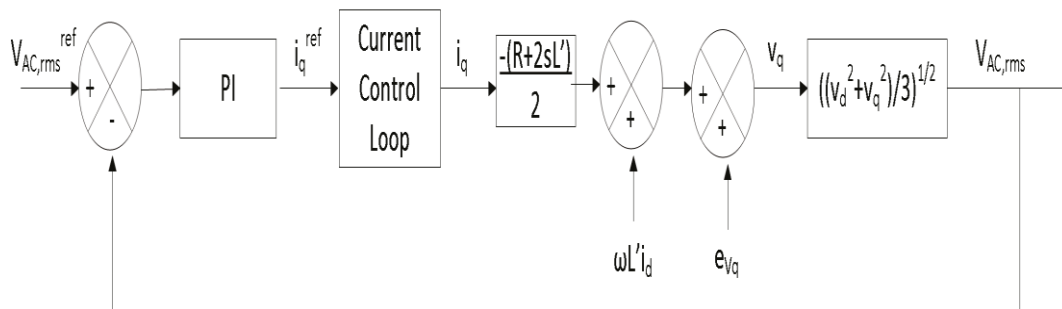 V_AC,rms^ref
+
-
PI
i_q^ref
Current
Control
Loop
i_q
-(R+2sL')
2
+
+
ωL'i_d
+
+
e_Vq
v_q
((v_d^2+v_q^2)/3)^1/2
V_AC,rms